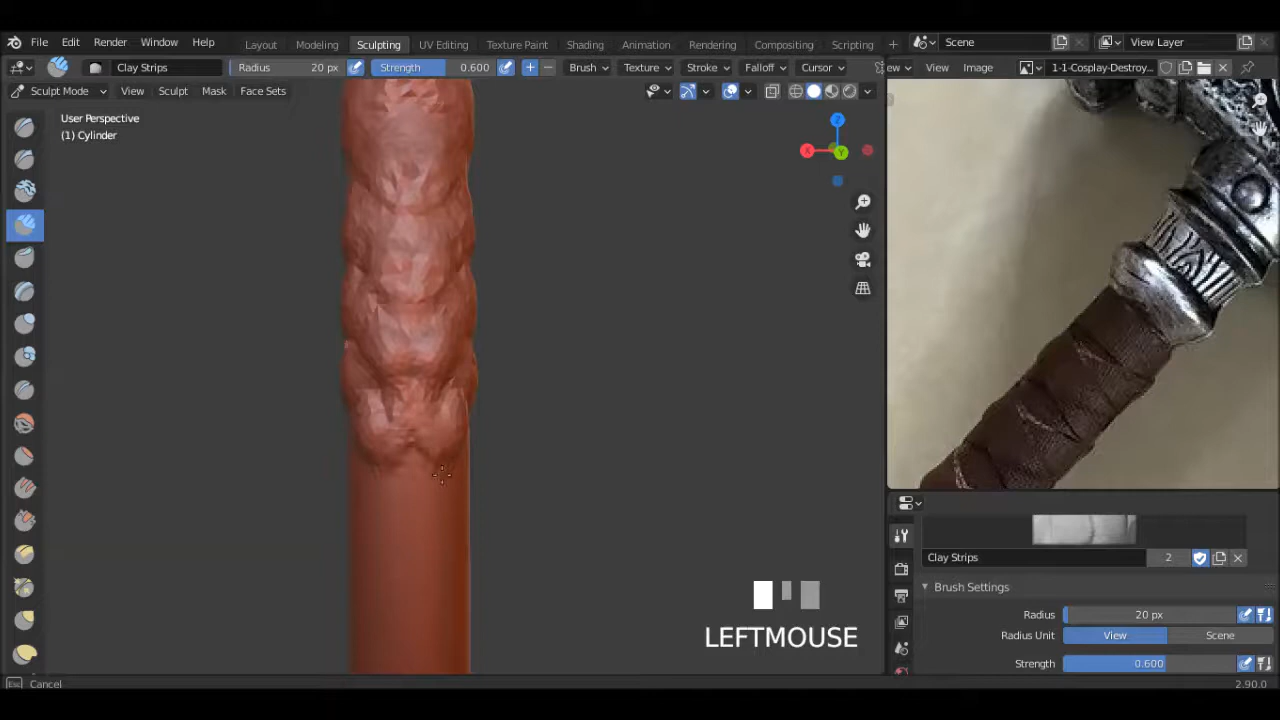 File Edit Render Window Help Layout Modeling Sculpting UV Editing Texture Paint Shading Animation Rendering Compositing Scripting + Scene View Layer
Clay Strips Radius 20 px Strength 0.600 + − Brush Texture Stroke Falloff Cursor ew View Image 1-1-Cosplay-Destroy...
Sculpt Mode View Sculpt Mask Face Sets
User Perspective
(1) Cylinder
Z
X
Y
Clay Strips 2
Brush Settings
Radius 20 px
Radius Unit View Scene
LEFTMOUSE
Strength 0.600
Esc Cancel 2.90.0